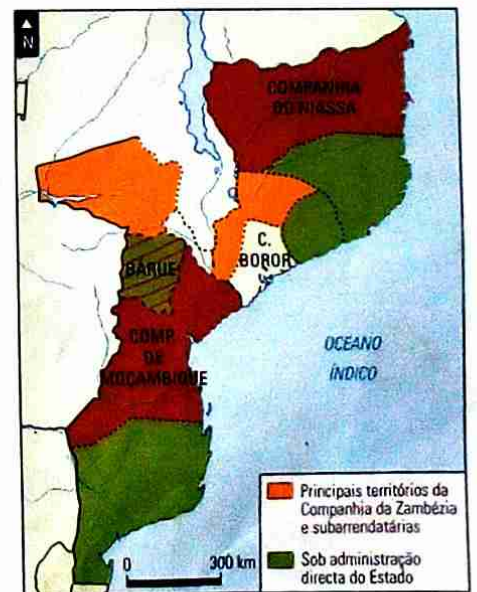 N
COMPANHIA
DO NIASSA
C.
BOROR
BÁRUE
COMP.
DE
MOÇAMBIQUE
OCEANO
ÍNDICO
Principais territórios da
Companhia da Zambézia
e subarrendatárias
Sob administração
directa do Estado
0 300 km